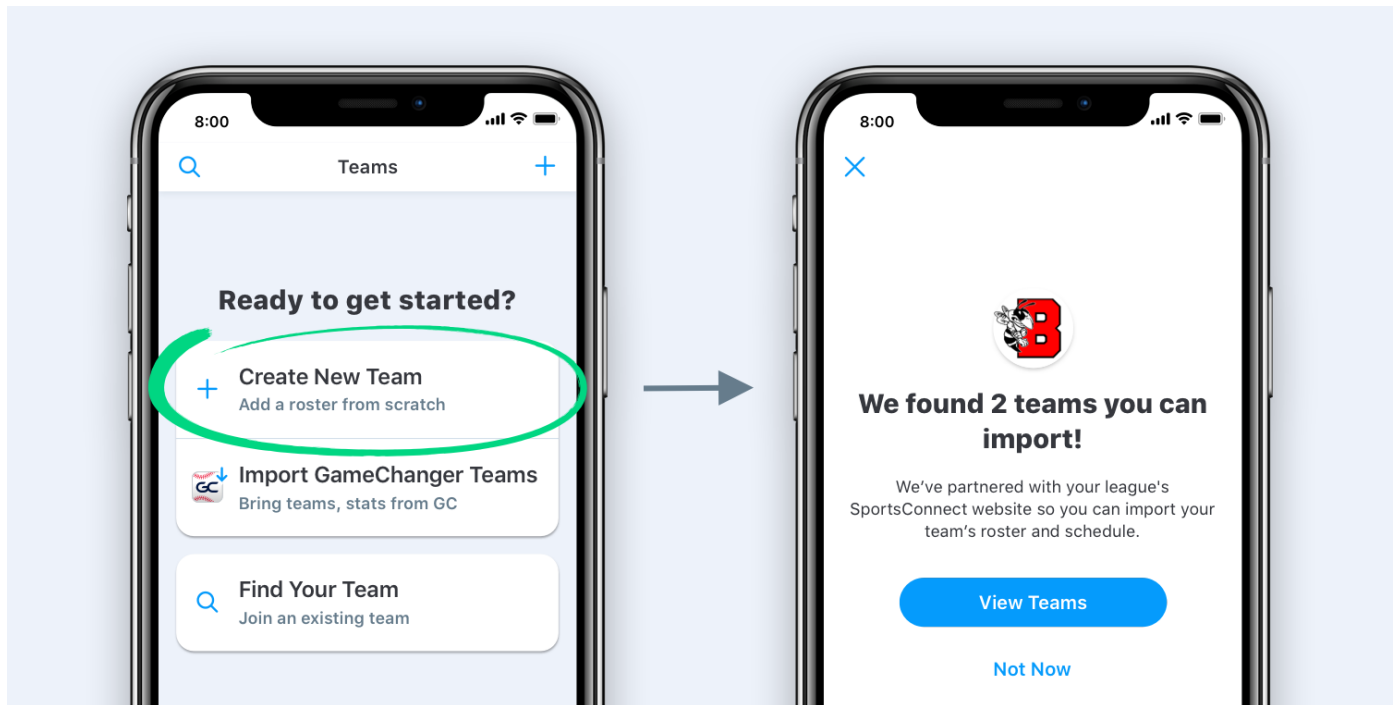 8:00
Teams
Ready to get started?
Create New Team
Add a roster from scratch
GC
Import GameChanger Teams
Bring teams, stats from GC
Find Your Team
Join an existing team
8:00
B
We found 2 teams you can
import!
We’ve partnered with your league's
SportsConnect website so you can import your
team’s roster and schedule.
View Teams
Not Now